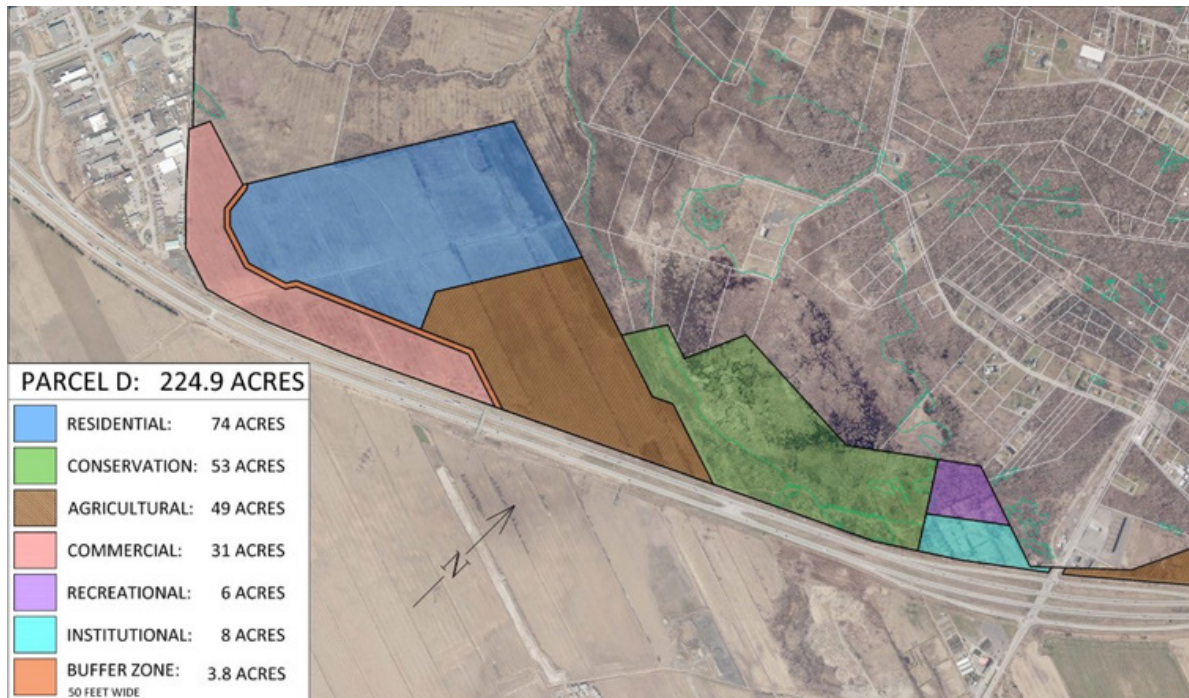 PARCEL D: 224.9 ACRES
RESIDENTIAL: 74 ACRES
CONSERVATION: 53 ACRES
AGRICULTURAL: 49 ACRES
COMMERCIAL: 31 ACRES
RECREATIONAL: 6 ACRES
INSTITUTIONAL: 8 ACRES
BUFFER ZONE: 3.8 ACRES
50 FEET WIDE
N